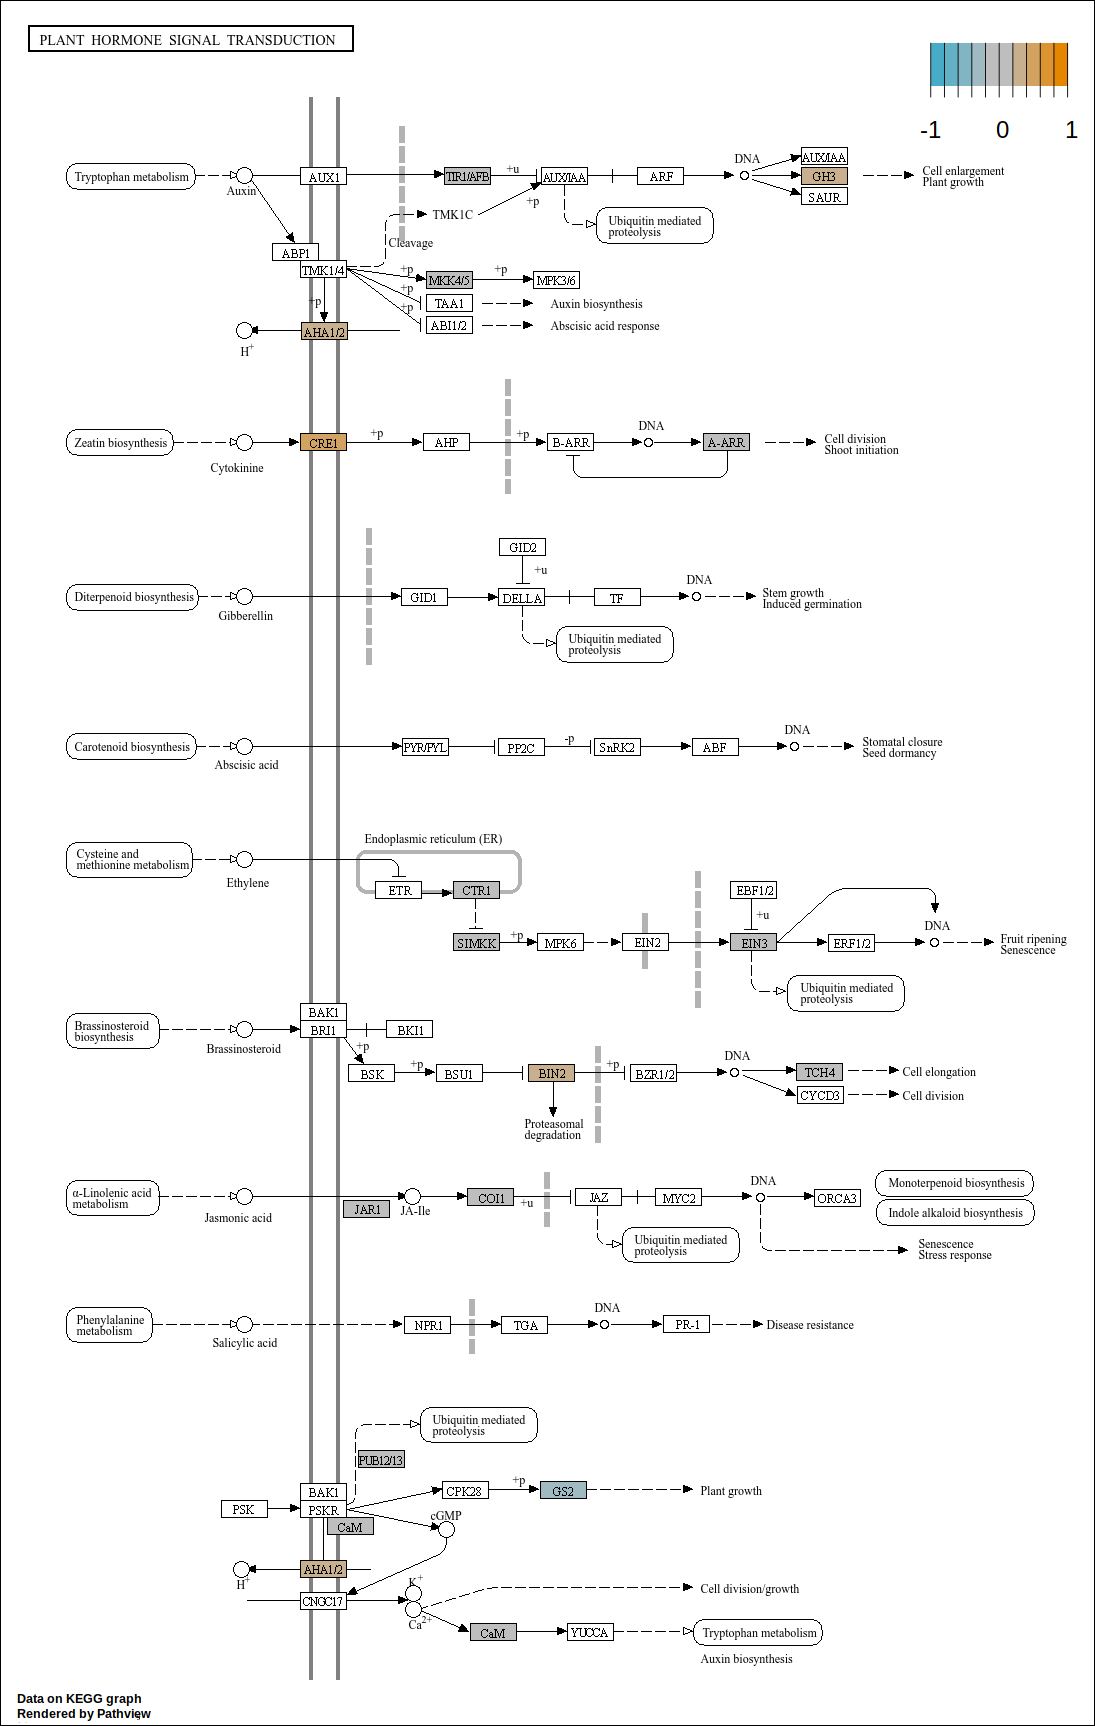 PLANT HORMONE SIGNAL TRANSDUCTION
-1 0 1
Tryptophan metabolism
Auxin
AUX1
TIR1/AFB
+u
AUX/IAA
ARF
DNA
AUX/IAA
GH3
SAUR
Cell enlargement
Plant growth
TMK1C
+p
Cleavage
Ubiquitin mediated
proteolysis
ABP1
TMK1/4
+p
MKK4/5
+p
MPK3/6
+p
TAA1
Auxin biosynthesis
+p
ABI1/2
Abscisic acid response
+p
AHA1/2
H+
Zeatin biosynthesis
Cytokinine
CRE1
+p
AHP
+p
B-ARR
DNA
A-ARR
Cell division
Shoot initiation
GID2
+u
Diterpenoid biosynthesis
Gibberellin
GID1
DELLA
TF
DNA
Stem growth
Induced germination
Ubiquitin mediated
proteolysis
Carotenoid biosynthesis
Abscisic acid
PYR/PYL
PP2C
-p
SnRK2
ABF
DNA
Stomatal closure
Seed dormancy
Endoplasmic reticulum (ER)
Cysteine and
methionine metabolism
Ethylene
ETR
CTR1
SIMKK
+p
MPK6
EIN2
EBF1/2
+u
EIN3
ERF1/2
DNA
Fruit ripening
Senescence
Ubiquitin mediated
proteolysis
Brassinosteroid
biosynthesis
Brassinosteroid
BAK1
BRI1
BKI1
+p
BSK
+p
BSU1
BIN2
+p
BZR1/2
DNA
TCH4
Cell elongation
CYCD3
Cell division
Proteasomal
degradation
α-Linolenic acid
metabolism
Jasmonic acid
JAR1
JA-Ile
COI1
+u
JAZ
MYC2
DNA
ORCA3
Monoterpenoid biosynthesis
Indole alkaloid biosynthesis
Ubiquitin mediated
proteolysis
Senescence
Stress response
Phenylalanine
metabolism
Salicylic acid
NPR1
TGA
DNA
PR-1
Disease resistance
Ubiquitin mediated
proteolysis
PUB12/13
BAK1
PSK
PSKR
CaM
CPK28
+p
GS2
Plant growth
cGMP
AHA1/2
H+
CNGC17
K+
Ca2+
Cell division/growth
CaM
YUCCA
Tryptophan metabolism
Auxin biosynthesis
Data on KEGG graph
Rendered by Pathview